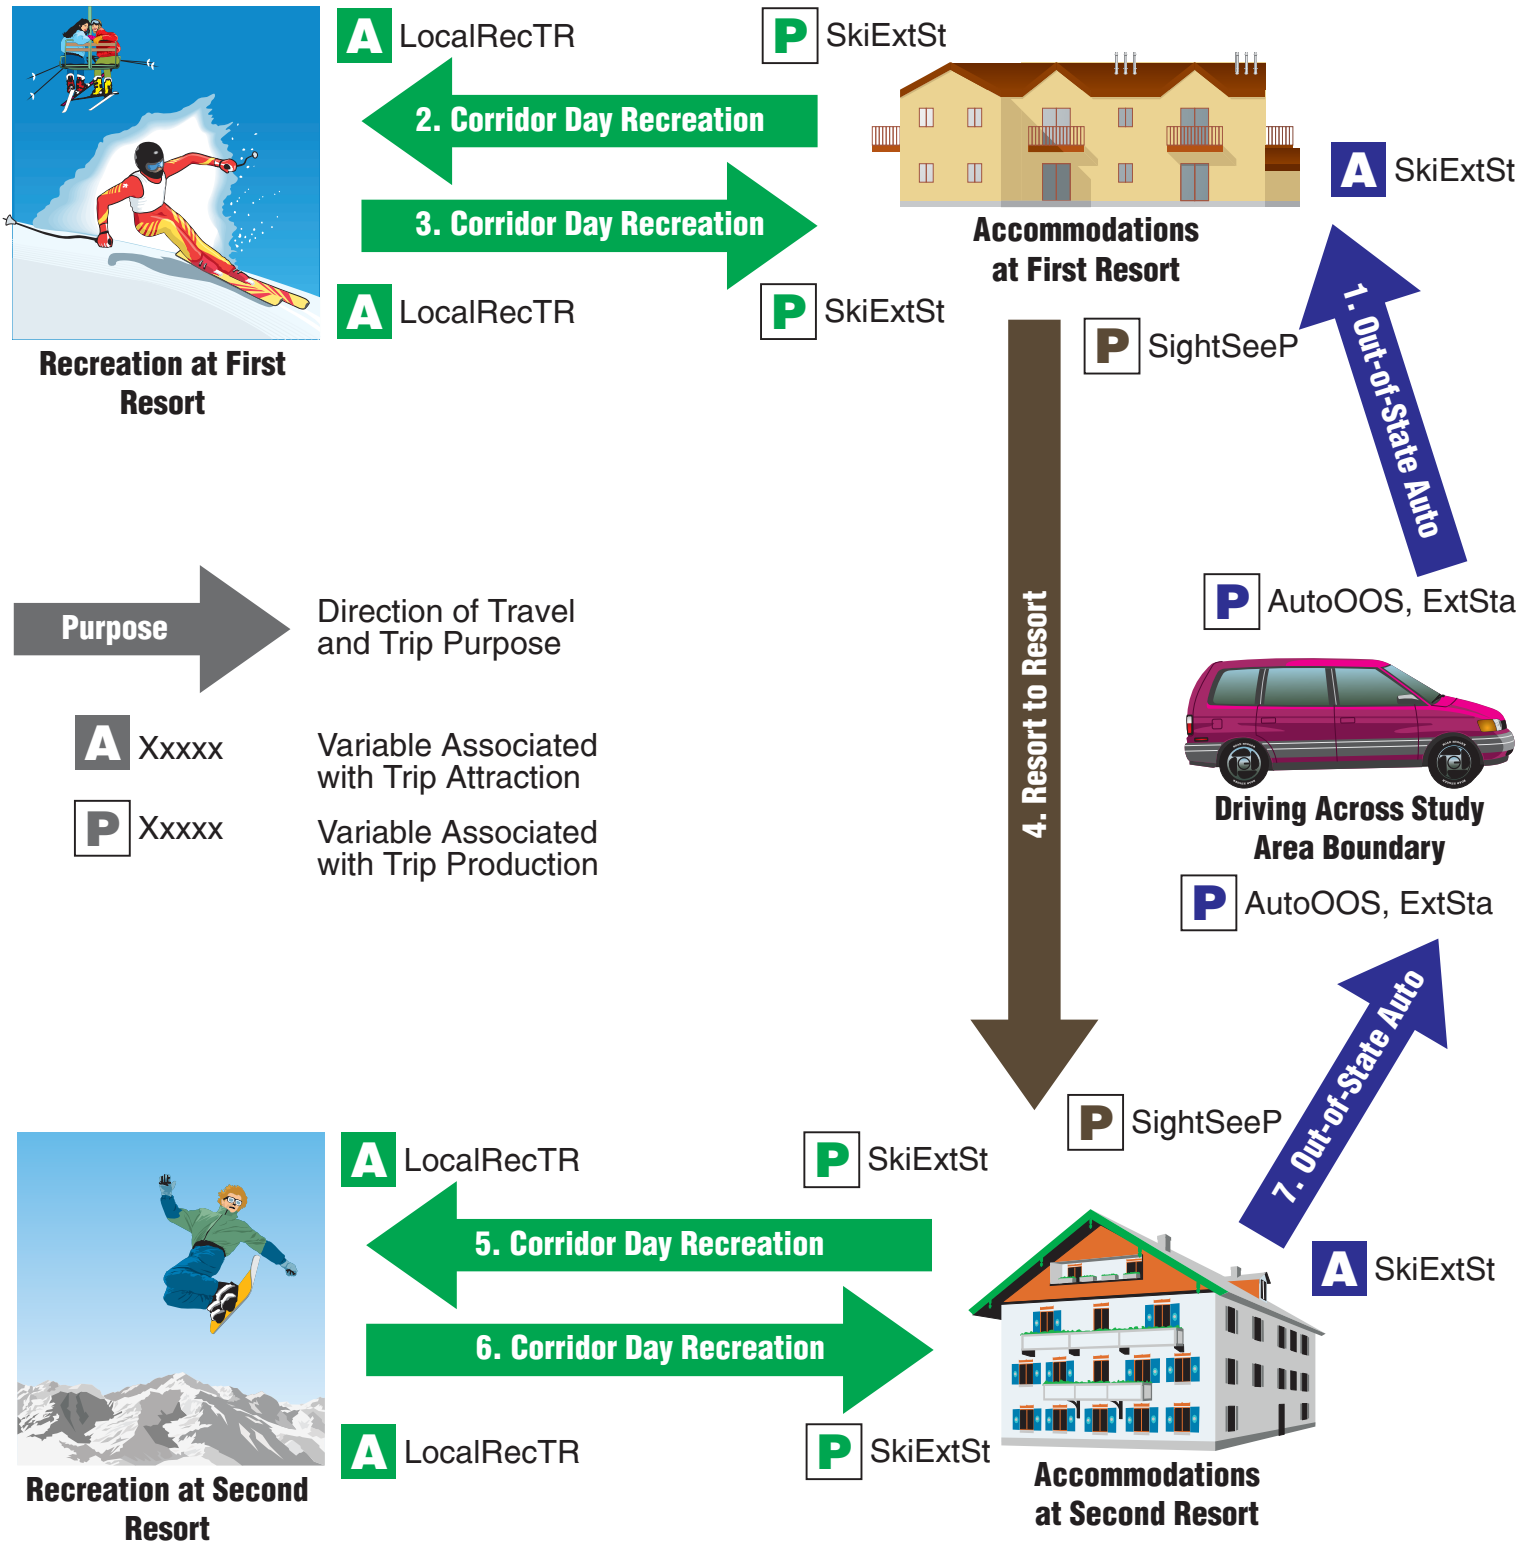 A LocalRecTR
P SkiExtSt
2. Corridor Day Recreation
3. Corridor Day Recreation
A LocalRecTR
P SkiExtSt
Recreation at First
Resort
Accommodations
at First Resort
A SkiExtSt
1. Out-of-State Auto
P SightSeeP
4. Resort to Resort
P AutoOOS, ExtSta
Driving Across Study
Area Boundary
P AutoOOS, ExtSta
Purpose
Direction of Travel
and Trip Purpose
A Xxxxx
Variable Associated
with Trip Attraction
P Xxxxx
Variable Associated
with Trip Production
P SightSeeP
7. Out-of-State Auto
A SkiExtSt
A LocalRecTR
P SkiExtSt
5. Corridor Day Recreation
6. Corridor Day Recreation
A LocalRecTR
P SkiExtSt
Recreation at Second
Resort
Accommodations
at Second Resort